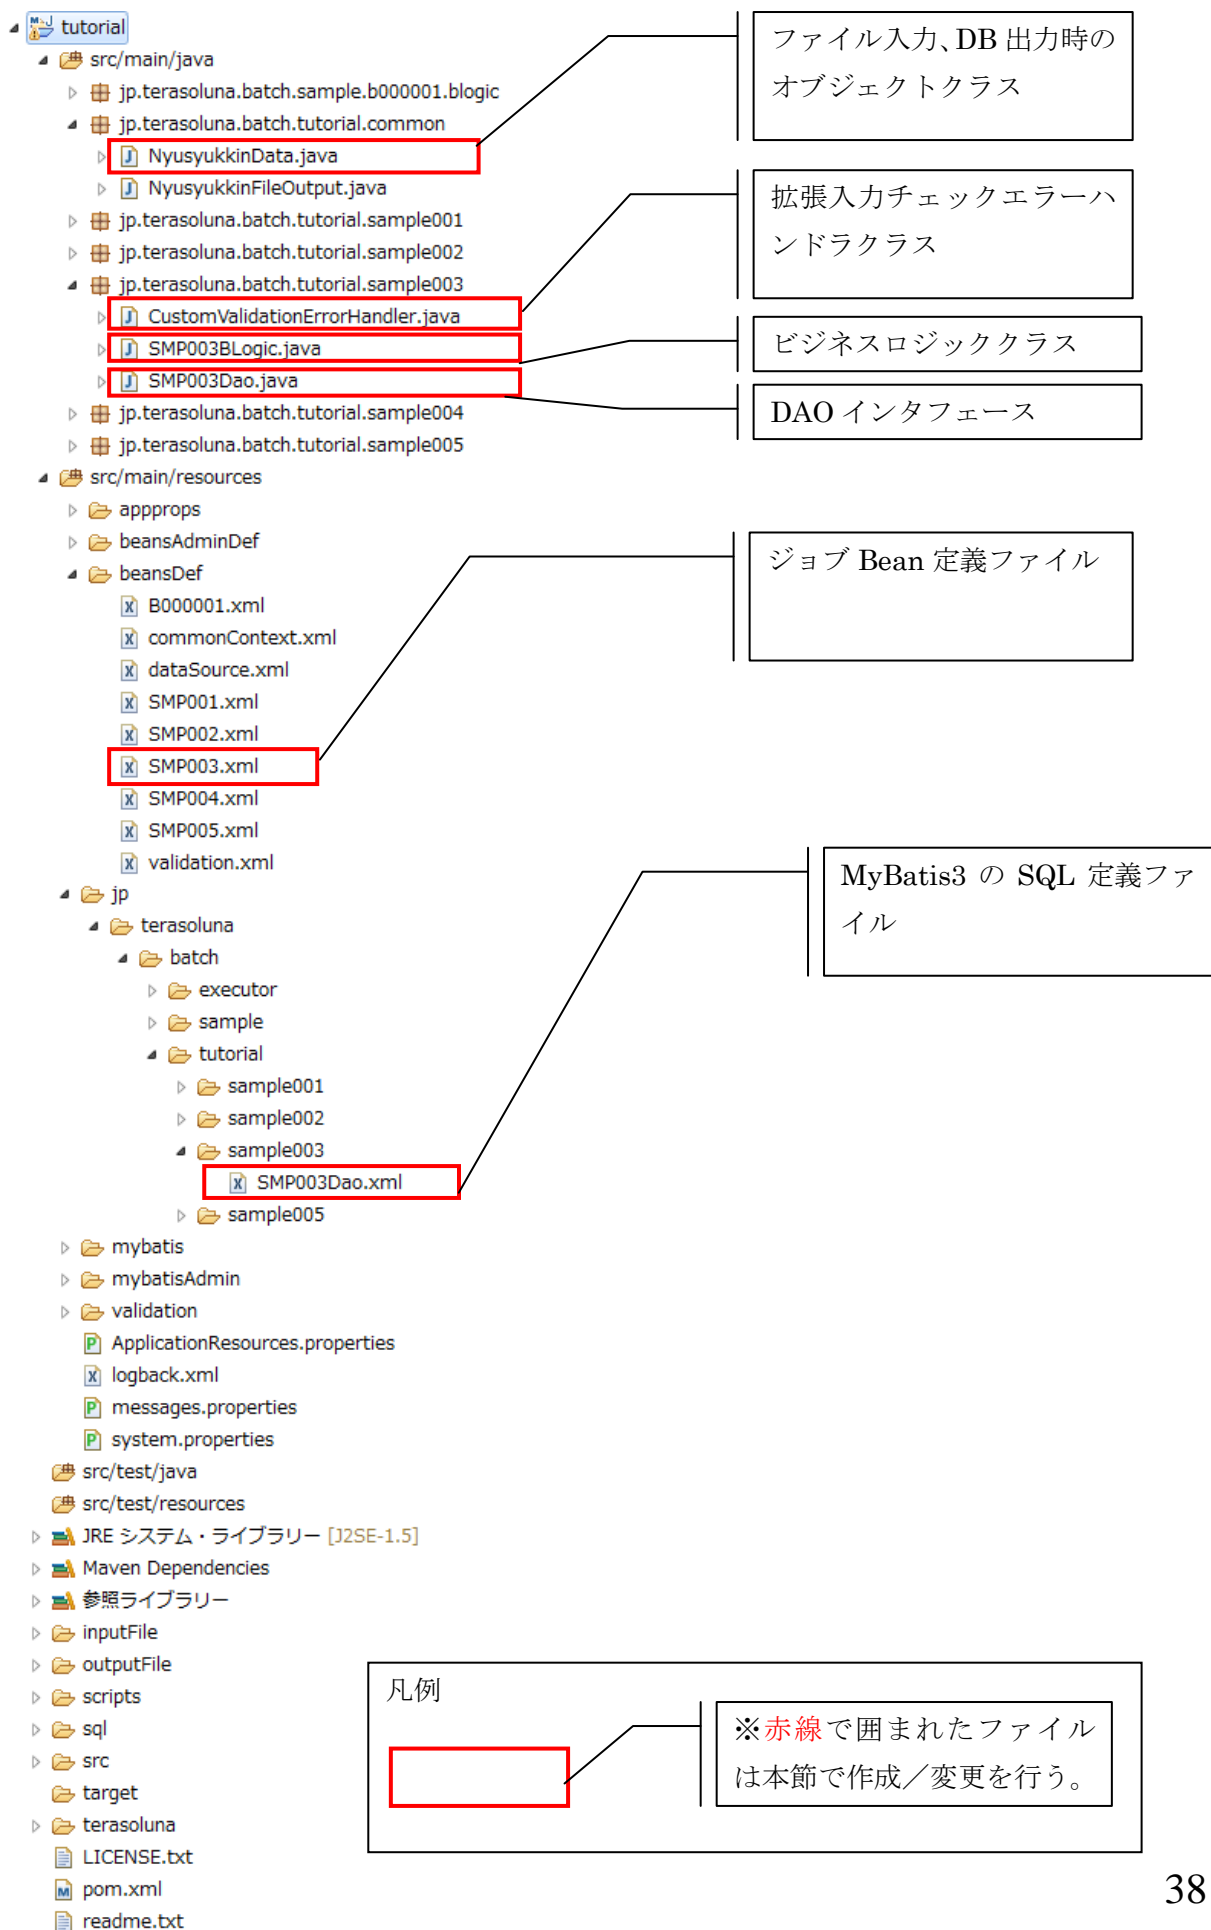 tutorial
src/main/java
jp.terasoluna.batch.sample.b000001.blogic
jp.terasoluna.batch.tutorial.common
NyusyukkinData.java
NyusyukkinFileOutput.java
jp.terasoluna.batch.tutorial.sample001
jp.terasoluna.batch.tutorial.sample002
jp.terasoluna.batch.tutorial.sample003
CustomValidationErrorHandler.java
SMP003BLogic.java
SMP003Dao.java
jp.terasoluna.batch.tutorial.sample004
jp.terasoluna.batch.tutorial.sample005
src/main/resources
appprops
beansAdminDef
beansDef
B000001.xml
commonContext.xml
dataSource.xml
SMP001.xml
SMP002.xml
SMP003.xml
SMP004.xml
SMP005.xml
validation.xml
jp
terasoluna
batch
executor
sample
tutorial
sample001
sample002
sample003
SMP003Dao.xml
sample005
mybatis
mybatisAdmin
validation
ApplicationResources.properties
logback.xml
messages.properties
system.properties
src/test/java
src/test/resources
JRE システム・ライブラリー [J2SE-1.5]
Maven Dependencies
参照ライブラリー
inputFile
outputFile
scripts
sql
src
target
terasoluna
LICENSE.txt
pom.xml
readme.txt
ファイル入力、DB 出力時の
オブジェクトクラス
拡張入力チェックエラーハ
ンドラクラス
ビジネスロジッククラス
DAO インタフェース
ジョブ Bean 定義ファイル
MyBatis3 の SQL 定義ファ
イル
凡例
※赤線で囲まれたファイル
は本節で作成／変更を行う。
38